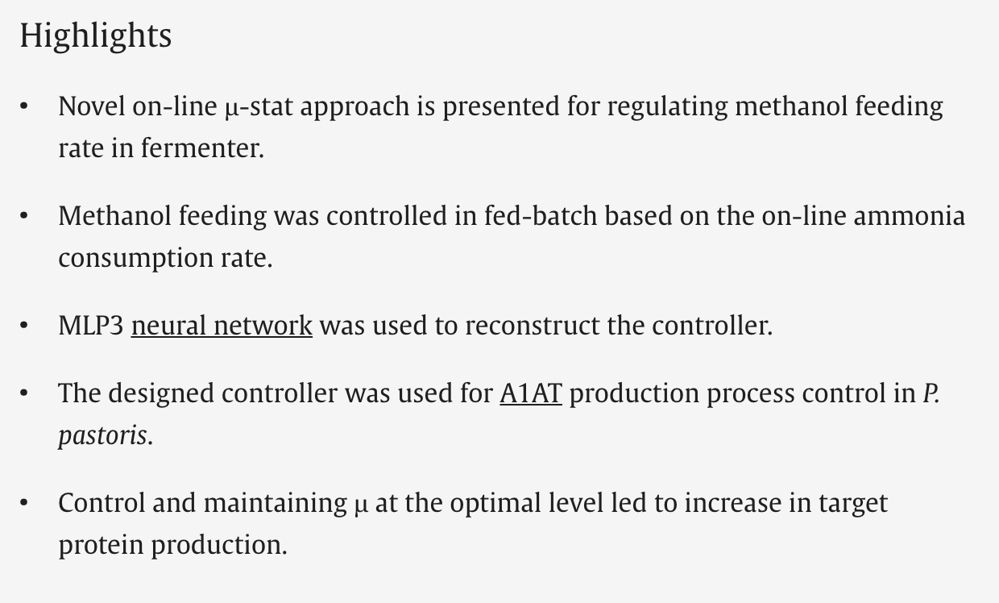 Highlights
• Novel on-line μ-stat approach is presented for regulating methanol feeding
rate in fermenter.
• Methanol feeding was controlled in fed-batch based on the on-line ammonia
consumption rate.
• MLP3 neural network was used to reconstruct the controller.
• The designed controller was used for A1AT production process control in P.
pastoris.
• Control and maintaining μ at the optimal level led to increase in target
protein production.